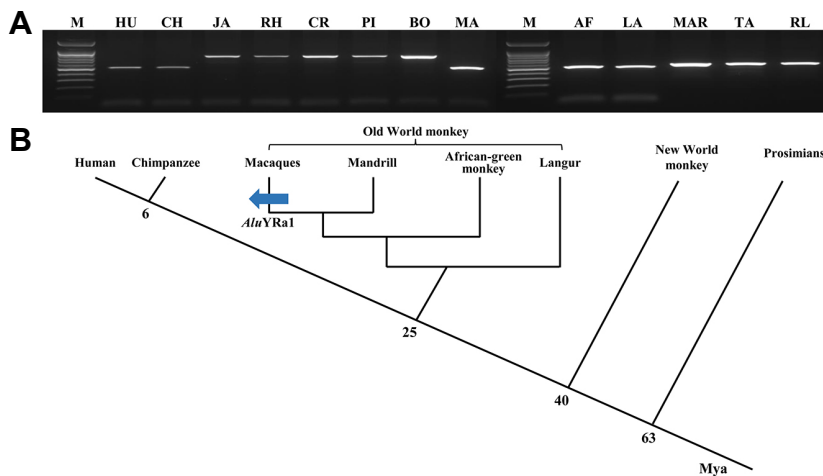 A
M HU CH JA RH CR PI BO MA M AF LA MAR TA RL
B
Old World monkey
Human Chimpanzee Macaques Mandrill African-green monkey Langur New World monkey Prosimians
AluYRa1
6
25
40
63
Mya